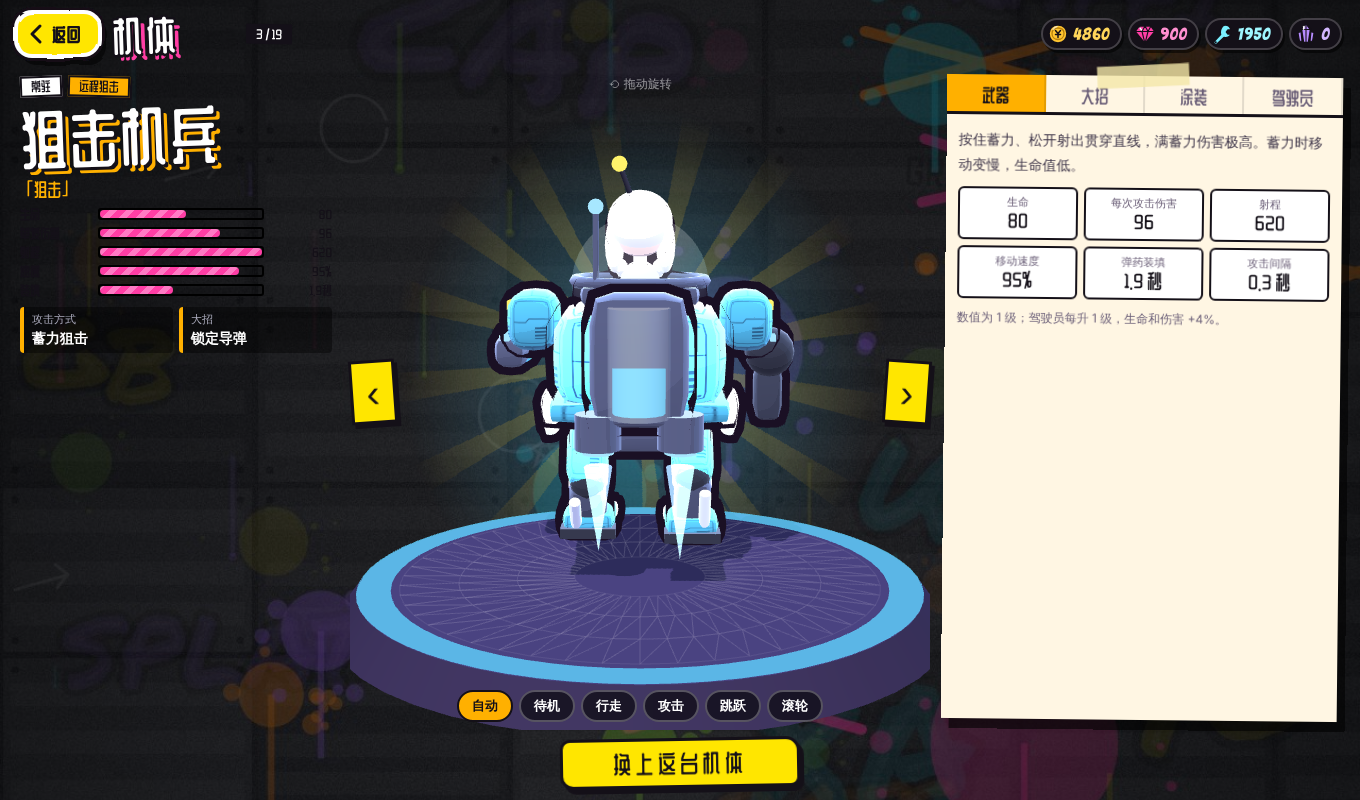 返回
机体
3 / 19
4860
900
1950
0
常驻
远程狙击
狙击机兵
「狙击」
80
96
620
95%
1.9秒
攻击方式
蓄力狙击
大招
锁定导弹
拖动旋转
武器
大招
涂装
驾驶员
按住蓄力、松开射出贯穿直线，满蓄力伤害极高。蓄力时移
动变慢，生命值低。
生命
80
每次攻击伤害
96
射程
620
移动速度
95%
弹药装填
1.9 秒
攻击间隔
0.3 秒
数值为 1 级；驾驶员每升 1 级，生命和伤害 +4%。
自动
待机
行走
攻击
跳跃
滚轮
换上这台机体